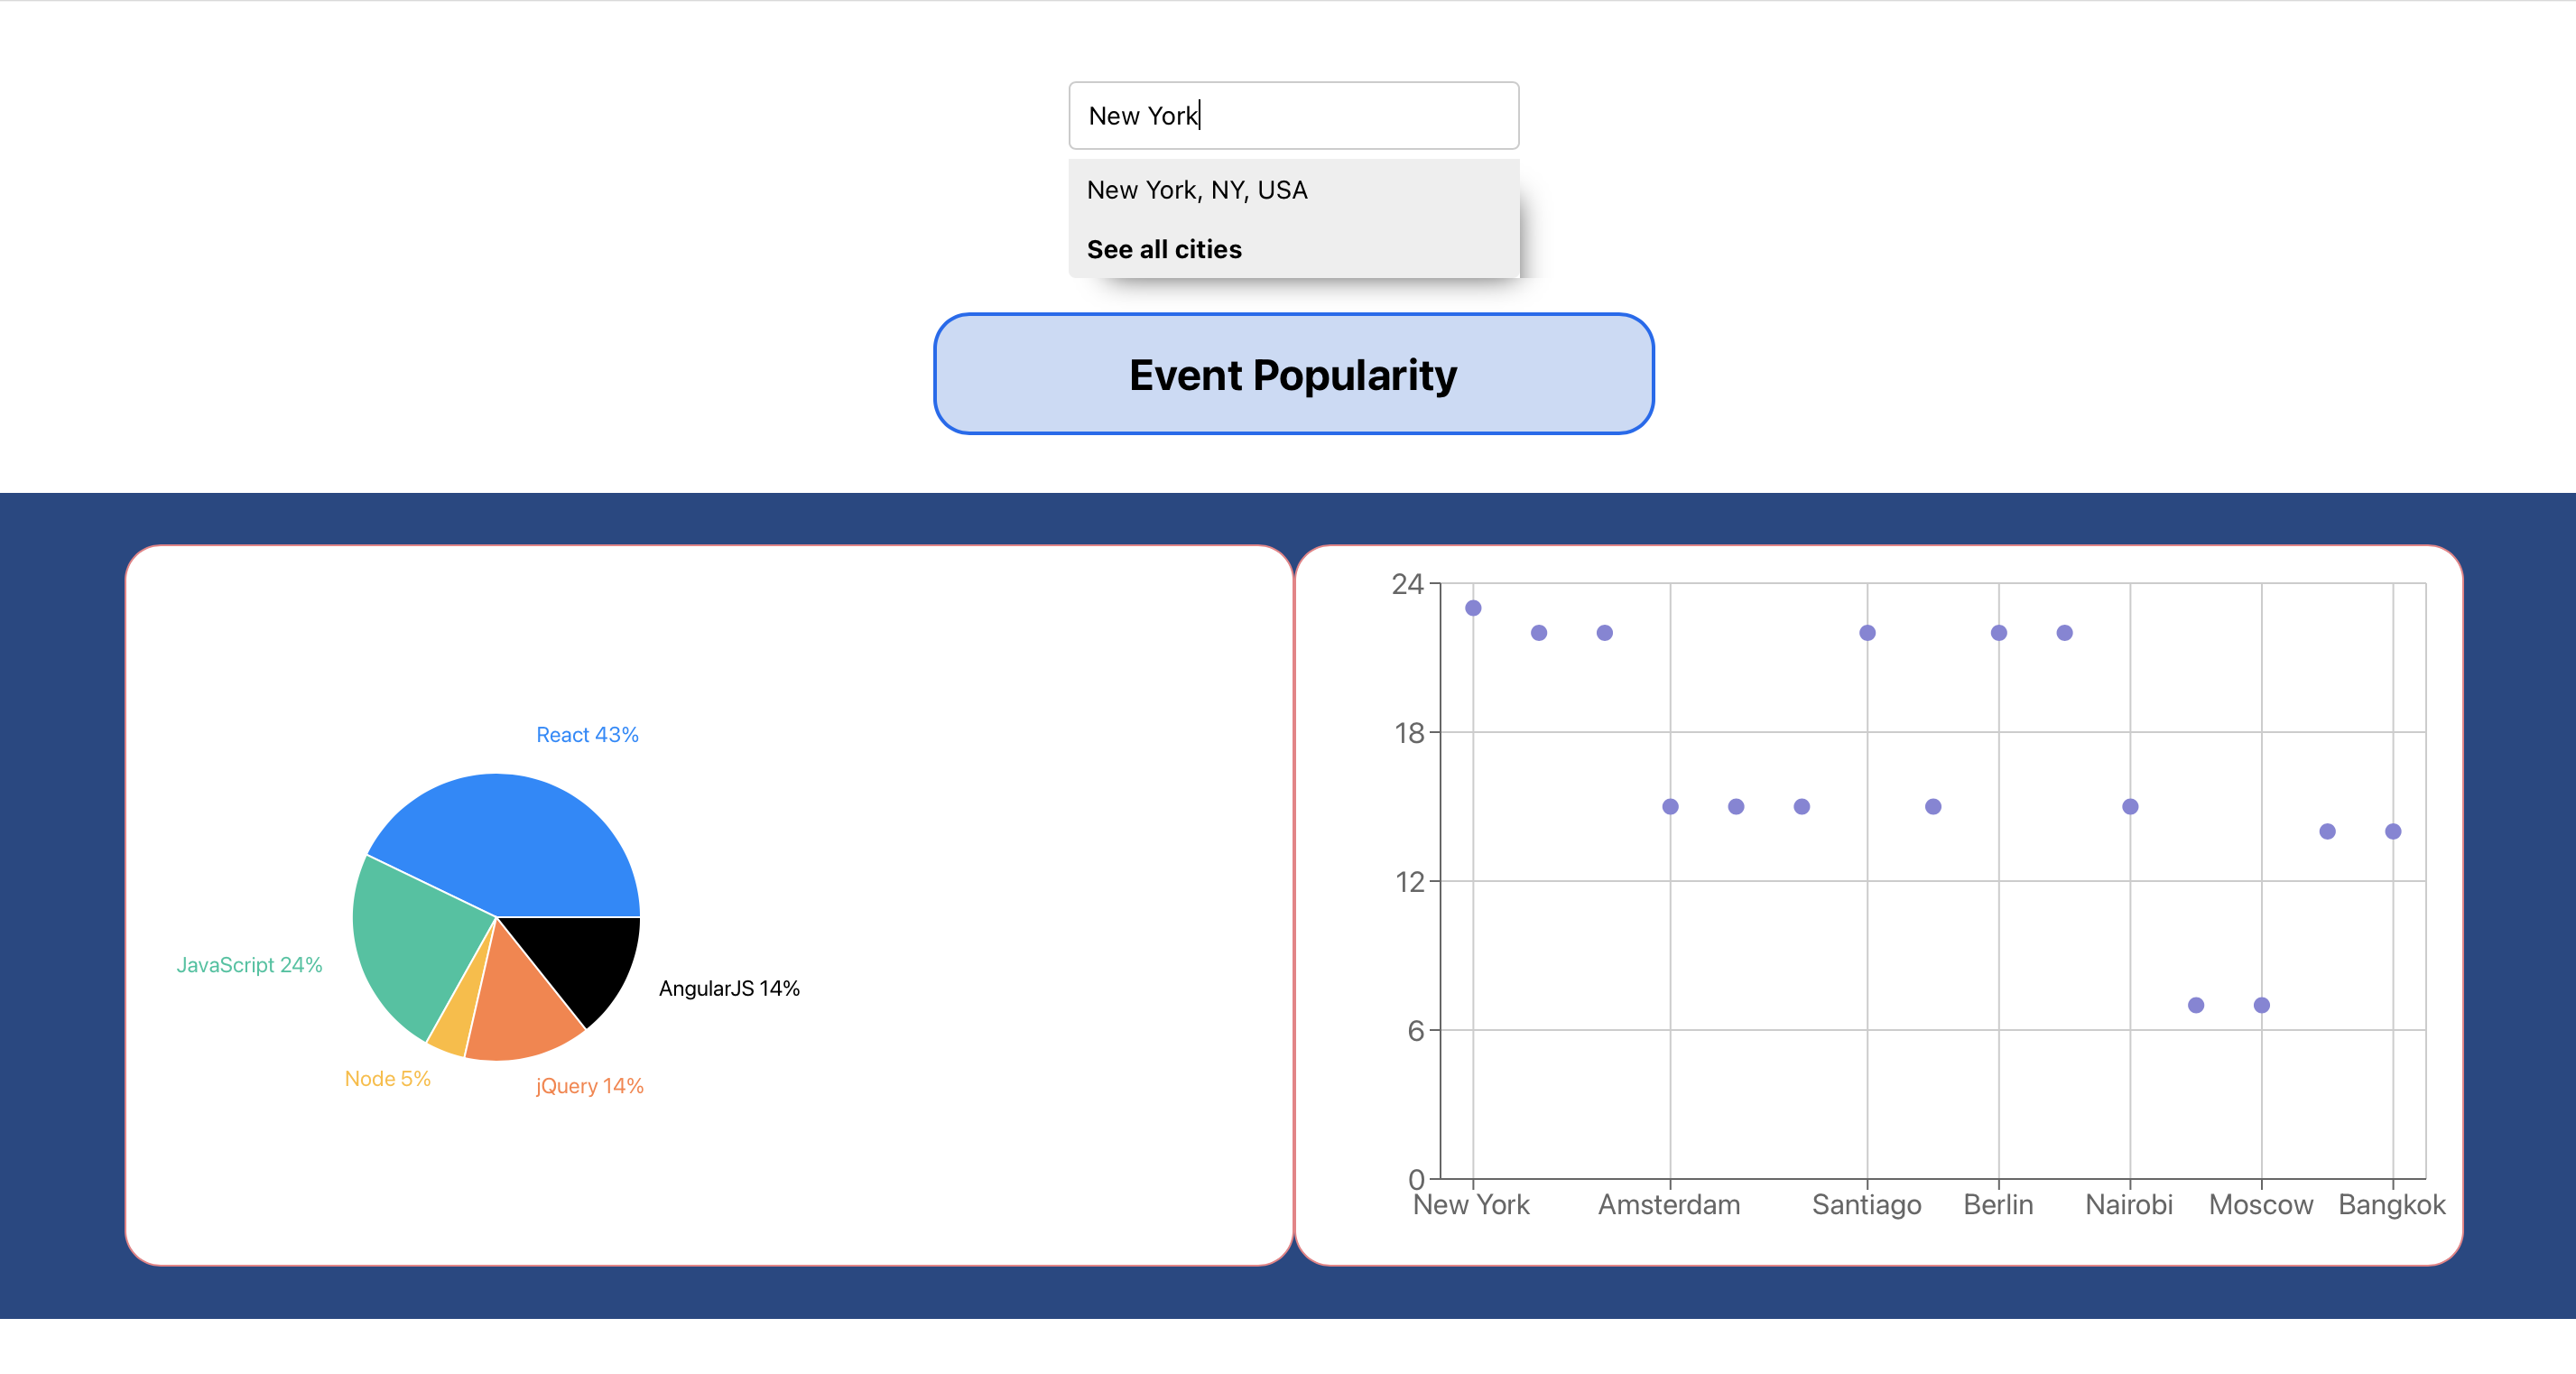 New York
New York, NY, USA
See all cities
Event Popularity
React 43%
JavaScript 24%
AngularJS 14%
Node 5%
jQuery 14%
24
18
12
6
0
New York Amsterdam Santiago Berlin Nairobi Moscow Bangkok